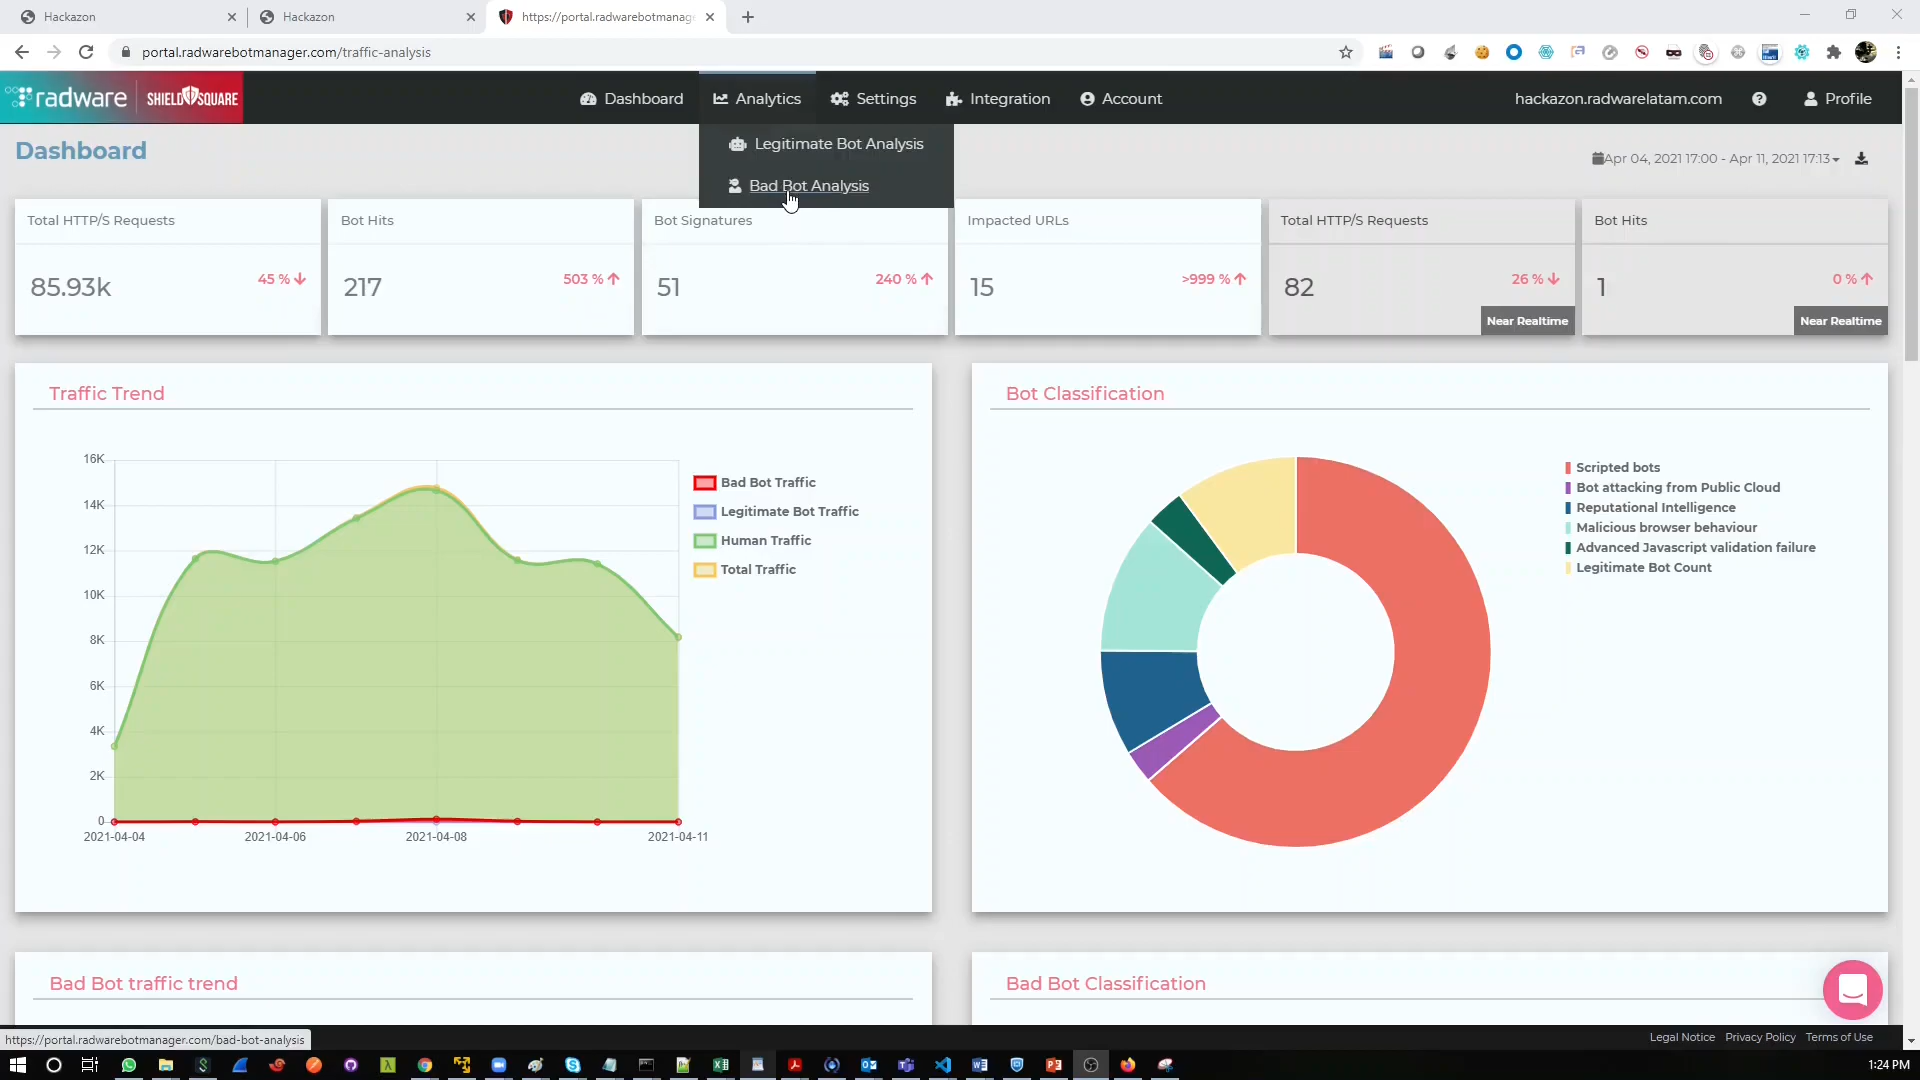 Hackazon
Hackazon
https://portal.radwarebotmanage
portal.radwarebotmanager.com/traffic-analysis
radware
SHIELDSQUARE
Dashboard
Analytics
Settings
Integration
Account
hackazon.radwarelatam.com
Profile
Legitimate Bot Analysis
Bad Bot Analysis
Dashboard
Apr 04, 2021 17:00 - Apr 11, 2021 17:13
Total HTTP/S Requests
85.93k
45 %
Bot Hits
217
503 %
Bot Signatures
51
240 %
Impacted URLs
15
>999 %
Total HTTP/S Requests
82
26 %
Near Realtime
Bot Hits
1
0 %
Near Realtime
Traffic Trend
16K
14K
12K
10K
8K
6K
4K
2K
0
2021-04-04
2021-04-06
2021-04-08
2021-04-11
Bad Bot Traffic
Legitimate Bot Traffic
Human Traffic
Total Traffic
Bot Classification
Scripted bots
Bot attacking from Public Cloud
Reputational Intelligence
Malicious browser behaviour
Advanced Javascript validation failure
Legitimate Bot Count
Bad Bot traffic trend
Bad Bot Classification
https://portal.radwarebotmanager.com/bad-bot-analysis
Legal Notice
Privacy Policy
Terms of Use
1:24 PM